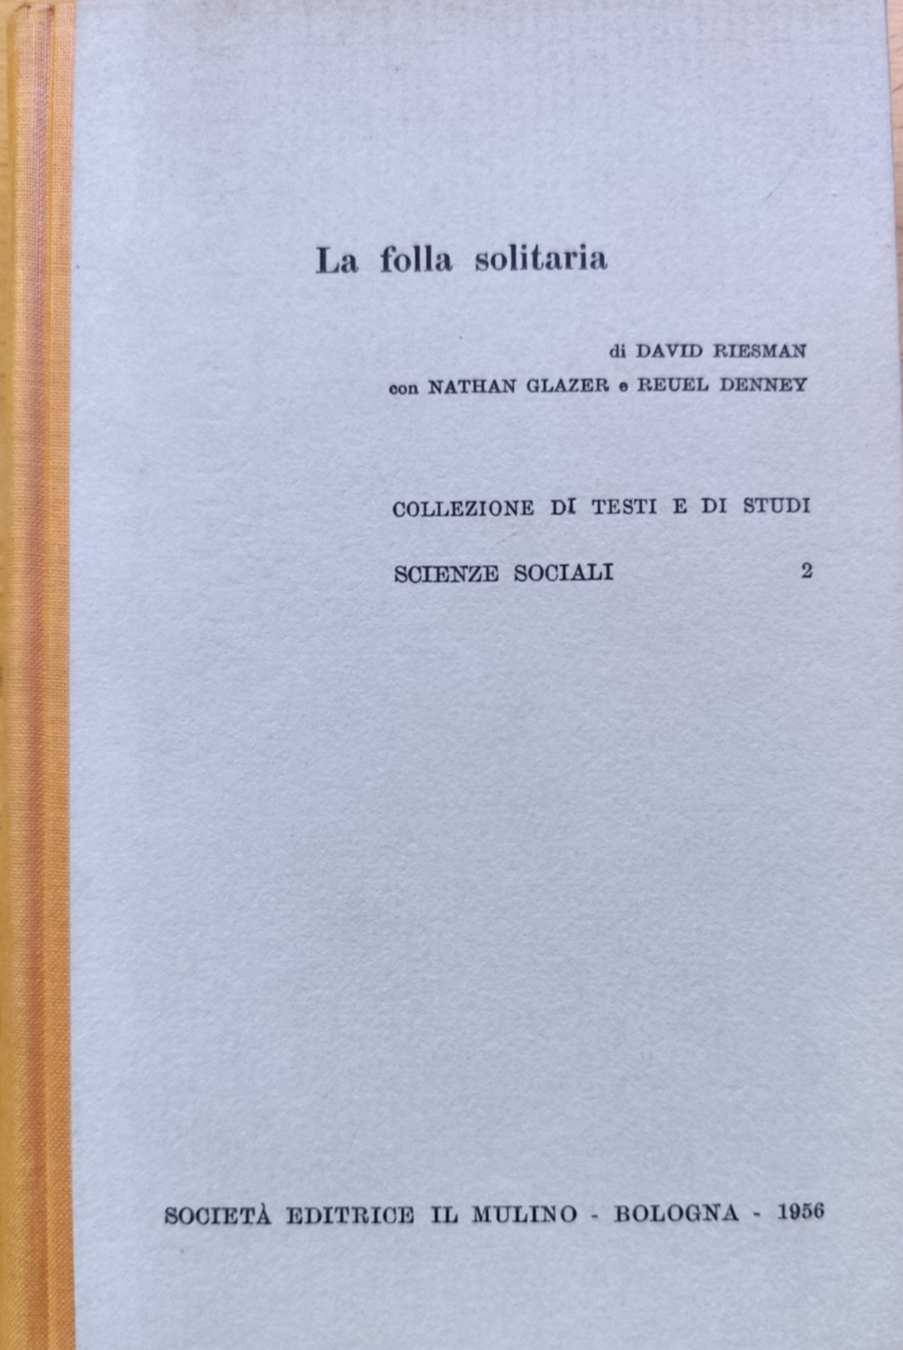 La folla solitaria
di DAVID RIESMAN
con NATHAN GLAZER e REUEL DENNEY
COLLEZIONE DI TESTI E DI STUDI
SCIENZE SOCIALI 2
SOCIETÀ EDITRICE IL MULINO - BOLOGNA - 1956